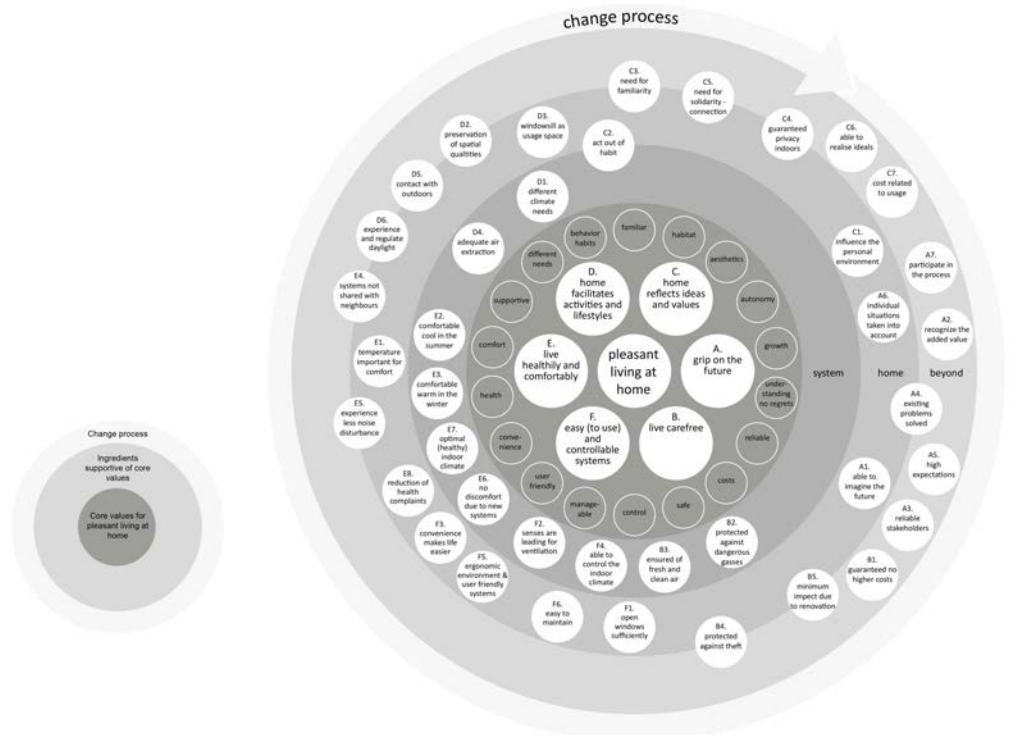 change process
C3.
need for
familiarity
C5.
need for
solidarity -
connection
C4.
guaranteed
privacy
indoors
C6.
able to
realise ideals
C7.
cost related
to usage
D3.
windowsill as
usage space
C2.
act out of
habit
D2.
preservation
of spatial
qualtities
D5.
contact with
outdoors
D1.
different
climate
needs
D6.
experience
and regulate
daylight
D4.
adequate air
extraction
C1.
influence the
personal
environment
A7.
participate in
the process
A6.
individual
situations
taken into
account
A2.
recognize the
added value
E4.
systems not
shared with
neighbours
E2.
comfortable
cool in the
summer
E1.
temperature
important for
comfort
E3.
comfortable
warm in the
winter
E5.
experience
less noise
disturbance
E7.
optimal
(healthy)
indoor
climate
E8.
reduction of
health
complaints
E6.
no
discomfort
due to new
systems
F3.
convenience
makes life
easier
F5.
ergonomic
environment &
user friendly
systems
F2.
senses are
leading for
ventilation
F4.
able to
control the
indoor
climate
B3.
ensured of
fresh and
clean air
B2.
protected
against
dangerous
gasses
F6.
easy to
maintain
F1.
open
windows
sufficiently
B4.
protected
against theft
B5.
minimum
impact due
to renovation
B1.
guaranteed no
higher costs
A3.
reliable
stakeholders
A1.
able to
imagine the
future
A5.
high
expectations
A4.
existing
problems
solved
system
home
beyond
behavior
habits
familiar
habitat
aesthetics
autonomy
growth
under-
standing
no regrets
reliable
costs
safe
control
manage-
able
user
friendly
conve-
nience
health
comfort
supportive
different
needs
D.
home
facilitates
activities and
lifestyles
C.
home
reflects ideas
and values
E.
live
healthily and
comfortably
pleasant
living at
home
A.
grip on the
future
F.
easy (to use)
and
controllable
systems
B.
live carefree
Change process
Ingredients
supportive of core
values
Core values for
pleasant living at
home